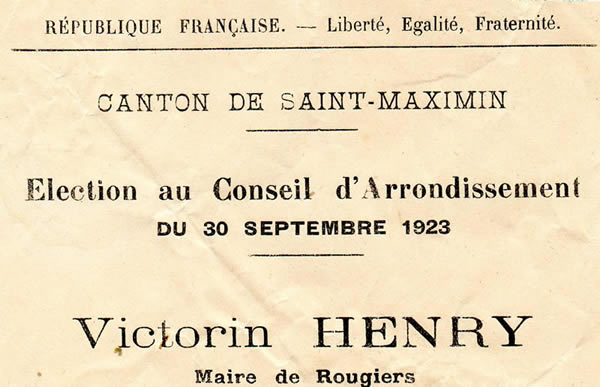 RÉPUBLIQUE FRANÇAISE. — Liberté, Egalité, Fraternité.
CANTON DE SAINT-MAXIMIN
Election au Conseil d'Arrondissement
DU 30 SEPTEMBRE 1923
Victorin HENRY
Maire de Rougiers